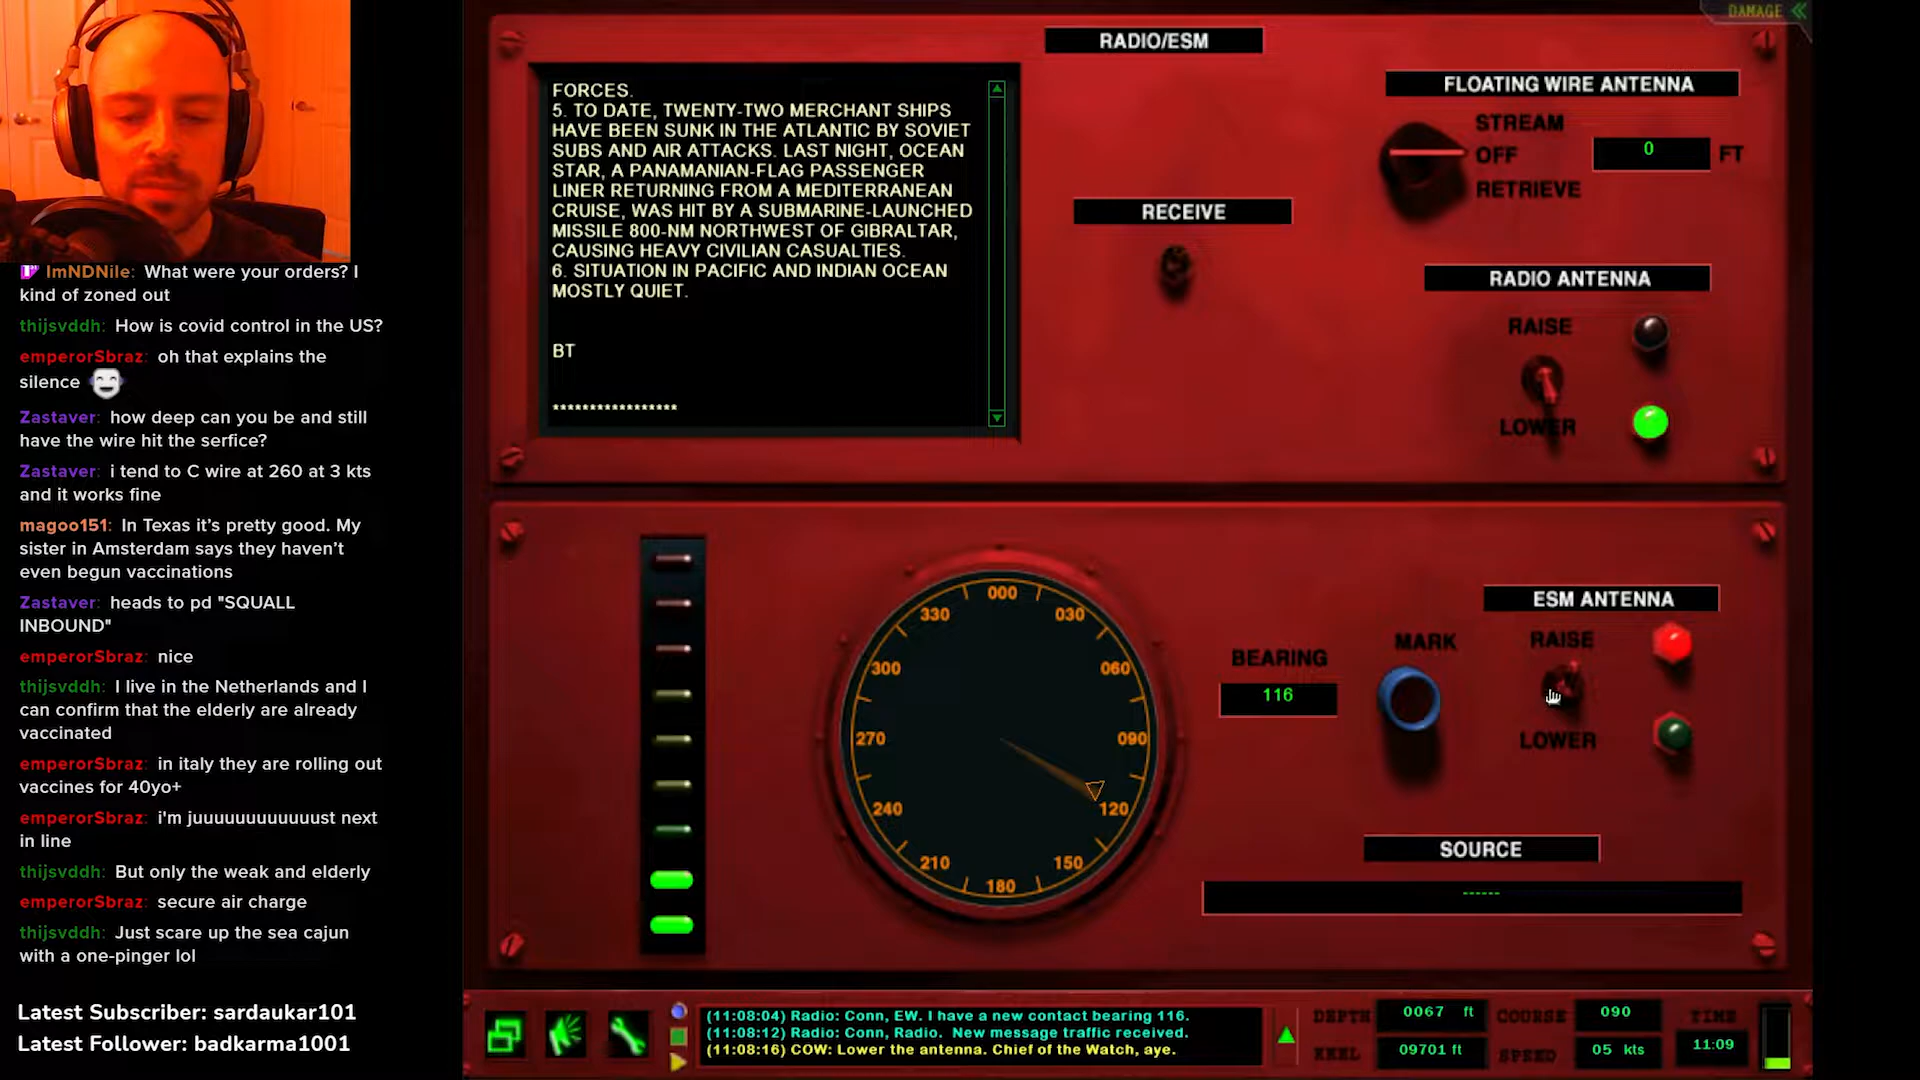 ImNDNile: What were your orders? I
kind of zoned out
thijsvddh: How is covid control in the US?
emperorSbraz: oh that explains the
silence
Zastaver: how deep can you be and still
have the wire hit the serfice?
Zastaver: i tend to C wire at 260 at 3 kts
and it works fine
magoo151: In Texas it’s pretty good. My
sister in Amsterdam says they haven’t
even begun vaccinations
Zastaver: heads to pd "SQUALL
INBOUND"
emperorSbraz: nice
thijsvddh: I live in the Netherlands and I
can confirm that the elderly are already
vaccinated
emperorSbraz: in italy they are rolling out
vaccines for 40yo+
emperorSbraz: i'm juuuuuuuuuuuust next
in line
thijsvddh: But only the weak and elderly
emperorSbraz: secure air charge
thijsvddh: Just scare up the sea cajun
with a one-pinger lol
Latest Subscriber: sardaukar101
Latest Follower: badkarma1001
DAMAGE
RADIO/ESM
FORCES.
5. TO DATE, TWENTY-TWO MERCHANT SHIPS
HAVE BEEN SUNK IN THE ATLANTIC BY SOVIET
SUBS AND AIR ATTACKS. LAST NIGHT, OCEAN
STAR, A PANAMANIAN-FLAG PASSENGER
LINER RETURNING FROM A MEDITERRANEAN
CRUISE, WAS HIT BY A SUBMARINE-LAUNCHED
MISSILE 800-NM NORTHWEST OF GIBRALTAR,
CAUSING HEAVY CIVILIAN CASUALTIES.
6. SITUATION IN PACIFIC AND INDIAN OCEAN
MOSTLY QUIET.
BT
*****************
RECEIVE
FLOATING WIRE ANTENNA
STREAM
OFF
RETRIEVE
0
FT
RADIO ANTENNA
RAISE
LOWER
000
030
060
090
120
150
180
210
240
270
300
330
BEARING
116
MARK
ESM ANTENNA
RAISE
LOWER
SOURCE
------
(11:08:04) Radio: Conn, EW. I have a new contact bearing 116.
(11:08:12) Radio: Conn, Radio. New message traffic received.
(11:08:16) COW: Lower the antenna. Chief of the Watch, aye.
DEPTH 0067 ft
KEEL 09701 ft
COURSE 090
SPEED 05 kts
TIME
11:09